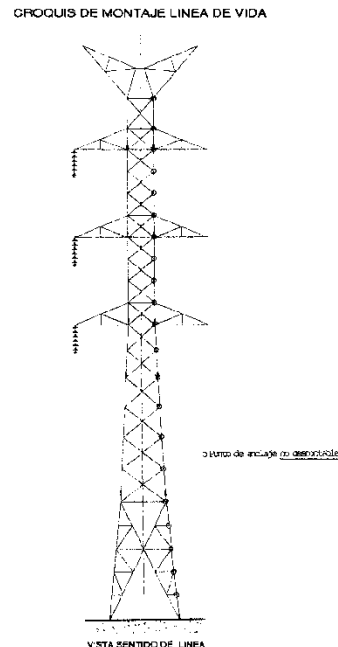 CROQUIS DE MONTAJE LINEA DE VIDA
o Punto de anclaje no desmontable
VISTA SENTIDO DE LINEA